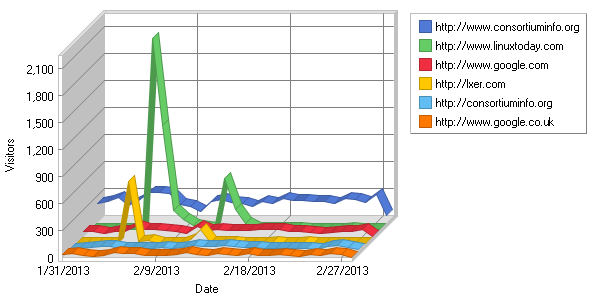 http://www.consortiuminfo.org
http://www.linuxtoday.com
http://www.google.com
http://lxer.com
http://consortiuminfo.org
http://www.google.co.uk
Visitors
2,100
1,800
1,500
1,200
900
600
300
0
1/31/2013 2/9/2013 2/18/2013 2/27/2013
Date